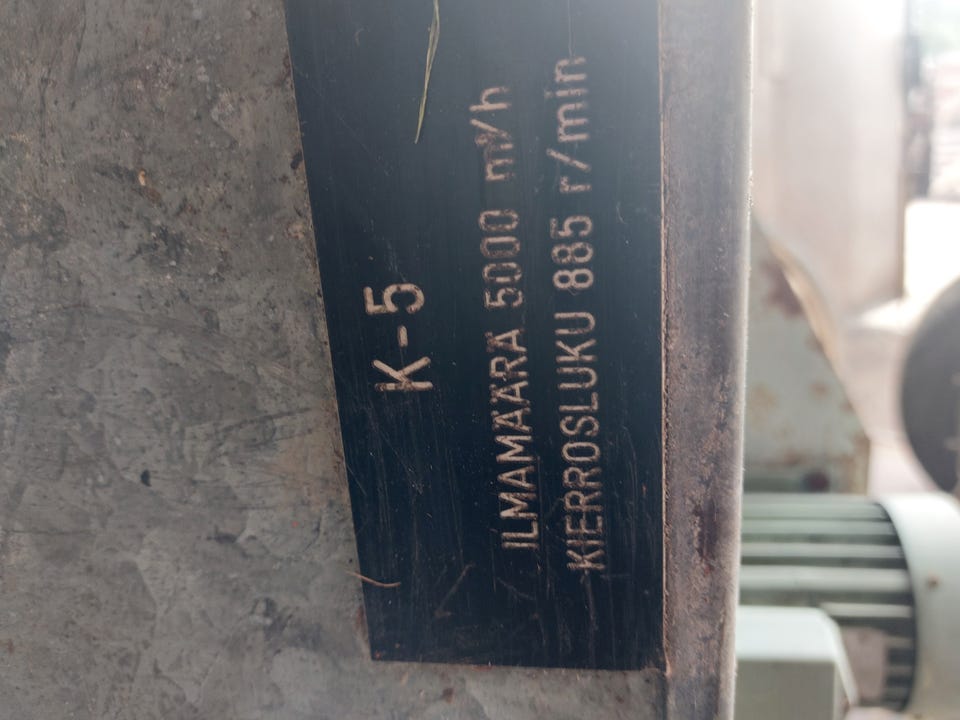 K-5
ILMAMÄÄRÄ 5000 m³/h
KIERROSLUKU 885 r/min